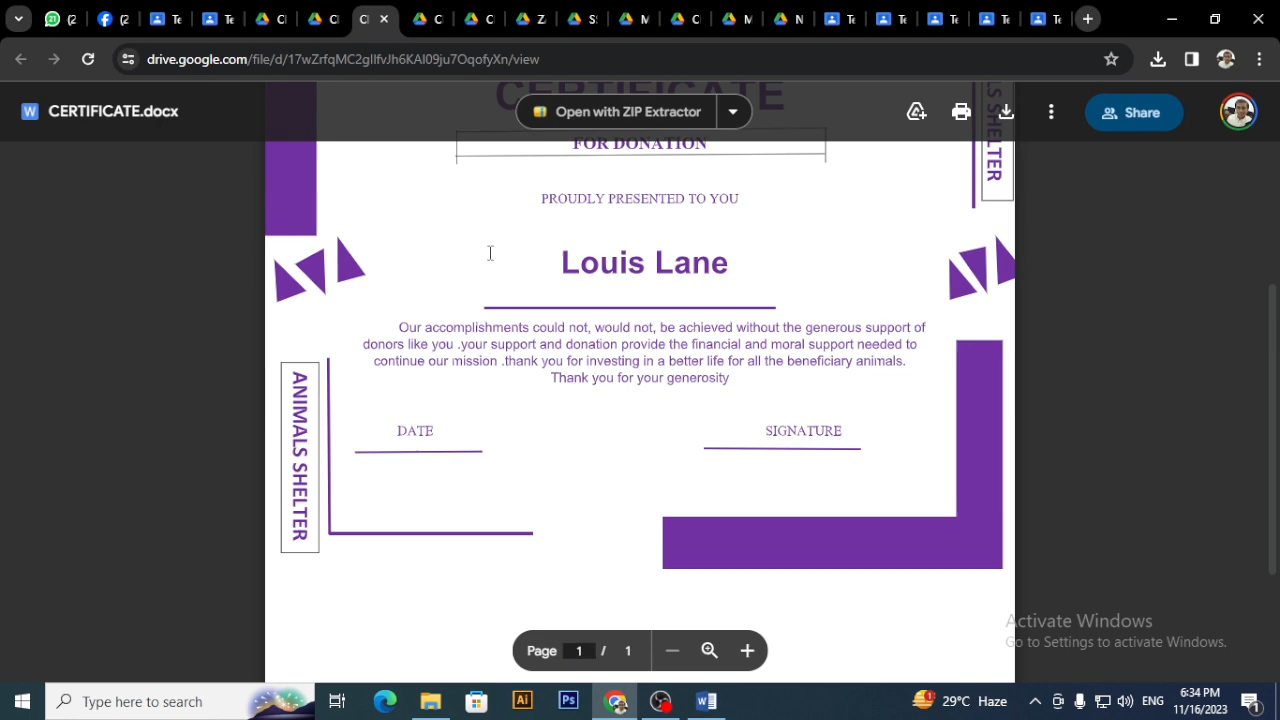 21
drive.google.com/file/d/17wZrfqMC2glIfvJh6KAI09ju7OqofyXn/view
CERTIFICATE.docx
Open with ZIP Extractor
Share
CERTIFICATE
FOR DONATION
PROUDLY PRESENTED TO YOU
Louis Lane
Our accomplishments could not, would not, be achieved without the generous support of
donors like you .your support and donation provide the financial and moral support needed to
continue our mission .thank you for investing in a better life for all the beneficiary animals.
Thank you for your generosity
DATE
SIGNATURE
ANIMALS SHELTER
LS SHELTER
Activate Windows
Go to Settings to activate Windows.
Page 1 / 1
Type here to search
29°C Haze
ENG
6:34 PM
11/16/2023